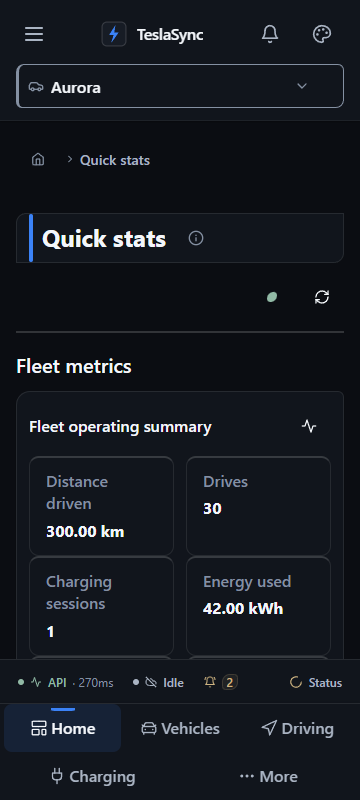 TeslaSync
Aurora
Quick stats
Quick stats
Fleet metrics
Fleet operating summary
Distance driven
300.00 km
Drives
30
Charging sessions
1
Energy used
42.00 kWh
API · 270ms
Idle
2
Status
Home
Vehicles
Driving
Charging
More